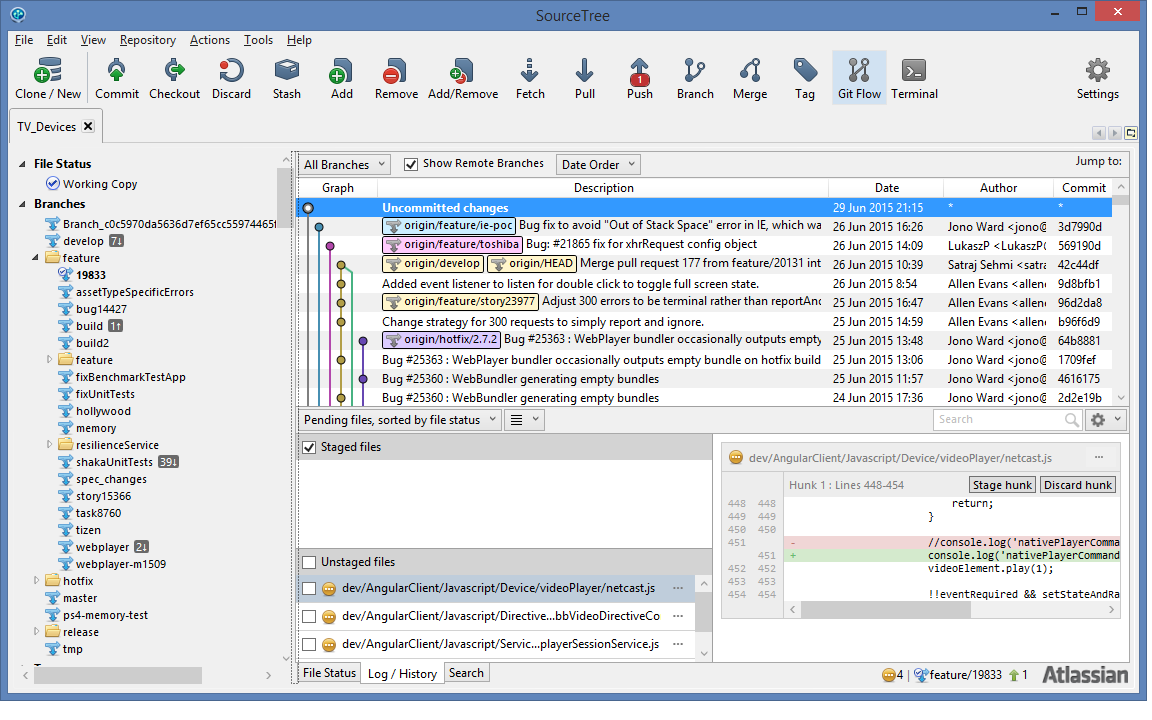 SourceTree
File Edit View Repository Actions Tools Help
1
Clone / New Commit Checkout Discard Stash Add Remove Add/Remove Fetch Pull Push Branch Merge Tag Git Flow Terminal Settings
TV_Devices
File Status
Working Copy
Branches
Branch_c0c5970da5636d7ef65cc55974465f
develop 7↓
feature
19833
assetTypeSpecificErrors
bug14427
build 1↑
build2
feature
fixBenchmarkTestApp
fixUnitTests
hollywood
memory
resilienceService
shakaUnitTests 39↓
spec_changes
story15366
task8760
tizen
webplayer 2↓
webplayer-m1509
hotfix
master
ps4-memory-test
release
tmp
All Branches Show Remote Branches Date Order Jump to:
Graph Description Date Author Commit
Uncommitted changes 29 Jun 2015 21:15 * *
origin/feature/ie-poc Bug fix to avoid "Out of Stack Space" error in IE, which wa 26 Jun 2015 16:26 Jono Ward <jono@ 3d7990d
origin/feature/toshiba Bug: #21865 fix for xhrRequest config object 26 Jun 2015 14:09 LukaszP <LukaszP( 569190d
origin/develop origin/HEAD Merge pull request 177 from feature/20131 int 26 Jun 2015 10:39 Satraj Sehmi <satra 42c44df
Added event listener to listen for double click to toggle full screen state. 26 Jun 2015 8:54 Allen Evans <allenc 9d8bfb1
origin/feature/story23977 Adjust 300 errors to be terminal rather than reportAnc 25 Jun 2015 16:47 Allen Evans <allenc 96d2da8
Change strategy for 300 requests to simply report and ignore. 25 Jun 2015 14:59 Allen Evans <allenc b96f6d9
origin/hotfix/2.7.2 Bug #25363 : WebPlayer bundler occasionally outputs empty 25 Jun 2015 13:48 Jono Ward <jono@ 64b8881
Bug #25363 : WebPlayer bundler occasionally outputs empty bundle on hotfix build 25 Jun 2015 13:06 Jono Ward <jono@ 1709fef
Bug #25360 : WebBundler generating empty bundles 25 Jun 2015 11:57 Jono Ward <jono@ 4616175
Bug #25360 : WebBundler generating empty bundles 24 Jun 2015 17:36 Jono Ward <jono@ 2d2e19b
Pending files, sorted by file status Search
Staged files
Unstaged files
dev/AngularClient/Javascript/Device/videoPlayer/netcast.js ...
dev/AngularClient/Javascript/Directive...bbVideoDirectiveCo ...
dev/AngularClient/Javascript/Servic...playerSessionService.js ...
dev/AngularClient/Javascript/Device/videoPlayer/netcast.js ...
Hunk 1 : Lines 448-454 Stage hunk Discard hunk
448 448 return;
449 449 }
450 450
451 - //console.log('nativePlayerComma
451 + console.log('nativePlayerCommand
452 452 videoElement.play(1);
453 453
454 454 !!eventRequired && setStateAndRa
File Status Log / History Search
4 feature/19833 1 Atlassian